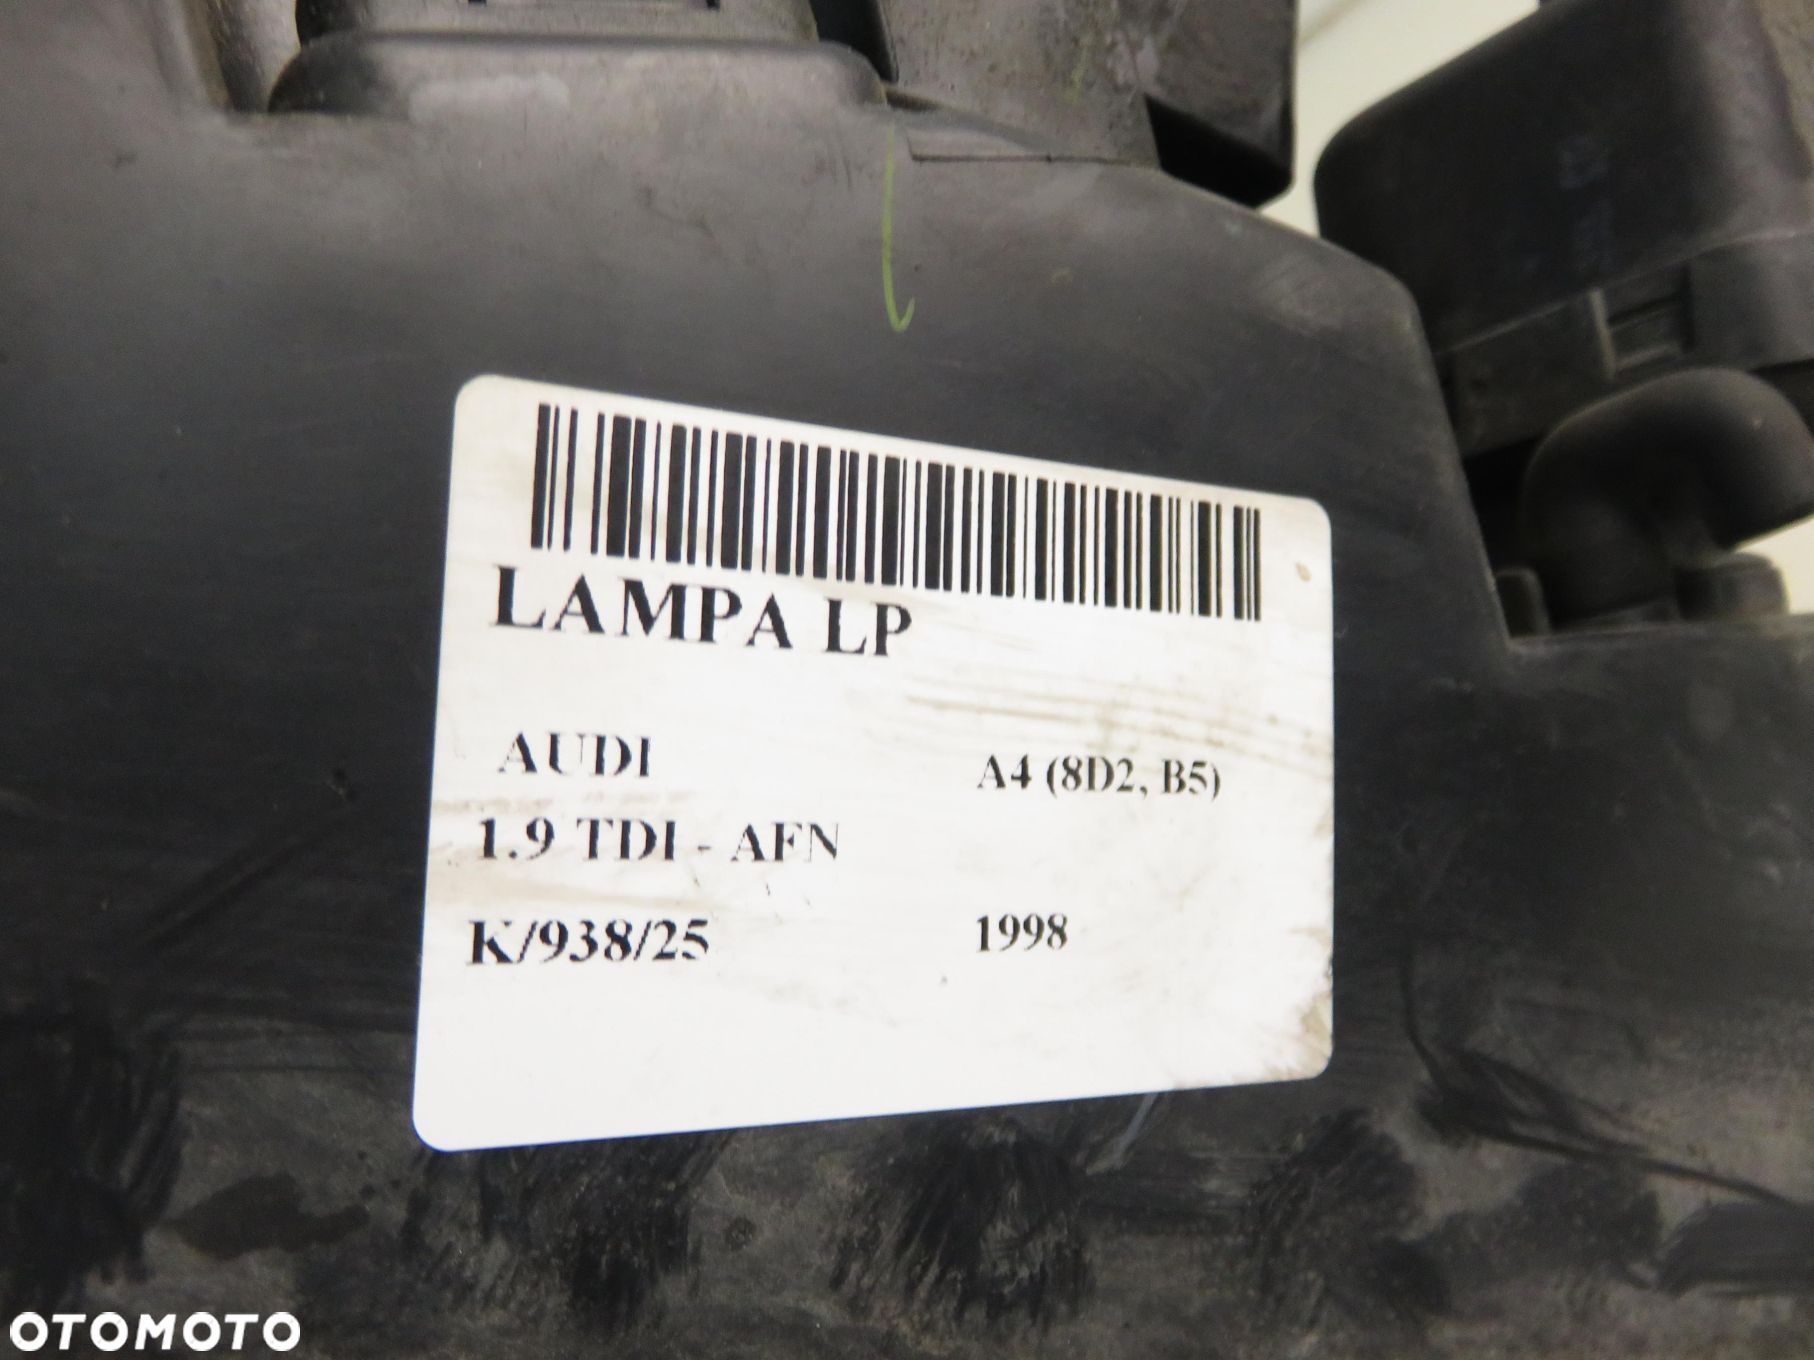 LAMPA LP
AUDI A4 (8D2, B5)
1.9 TDI - AFN
K/938/25 1998
OTOMOTO